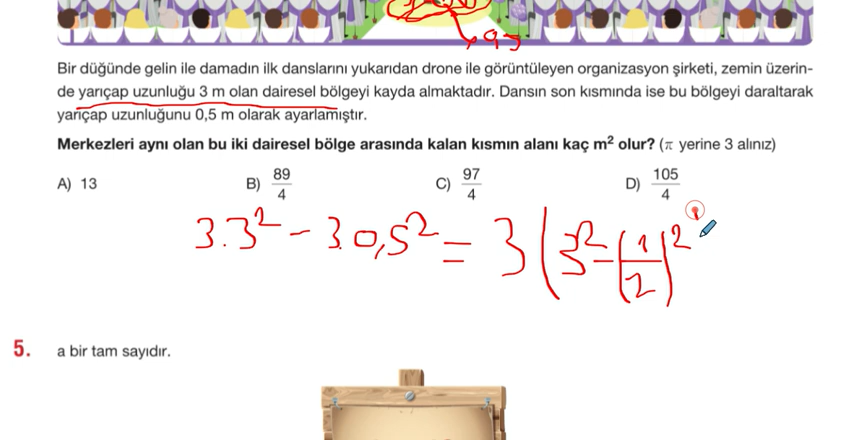 Bir düğünde gelin ile damadın ilk danslarını yukarıdan drone ile görüntüleyen organizasyon şirketi, zemin üzerin-
de yarıçap uzunluğu 3 m olan dairesel bölgeyi kayda almaktadır. Dansın son kısmında ise bu bölgeyi daraltarak
yarıçap uzunluğunu 0,5 m olarak ayarlamıştır.
Merkezleri aynı olan bu iki dairesel bölge arasında kalan kısmın alanı kaç m² olur? (π yerine 3 alınız)
A) 13 B) 89/4 C) 97/4 D) 105/4
3.3² - 3.0,5² = 3(3² - (1/2)²
5. a bir tam sayıdır.